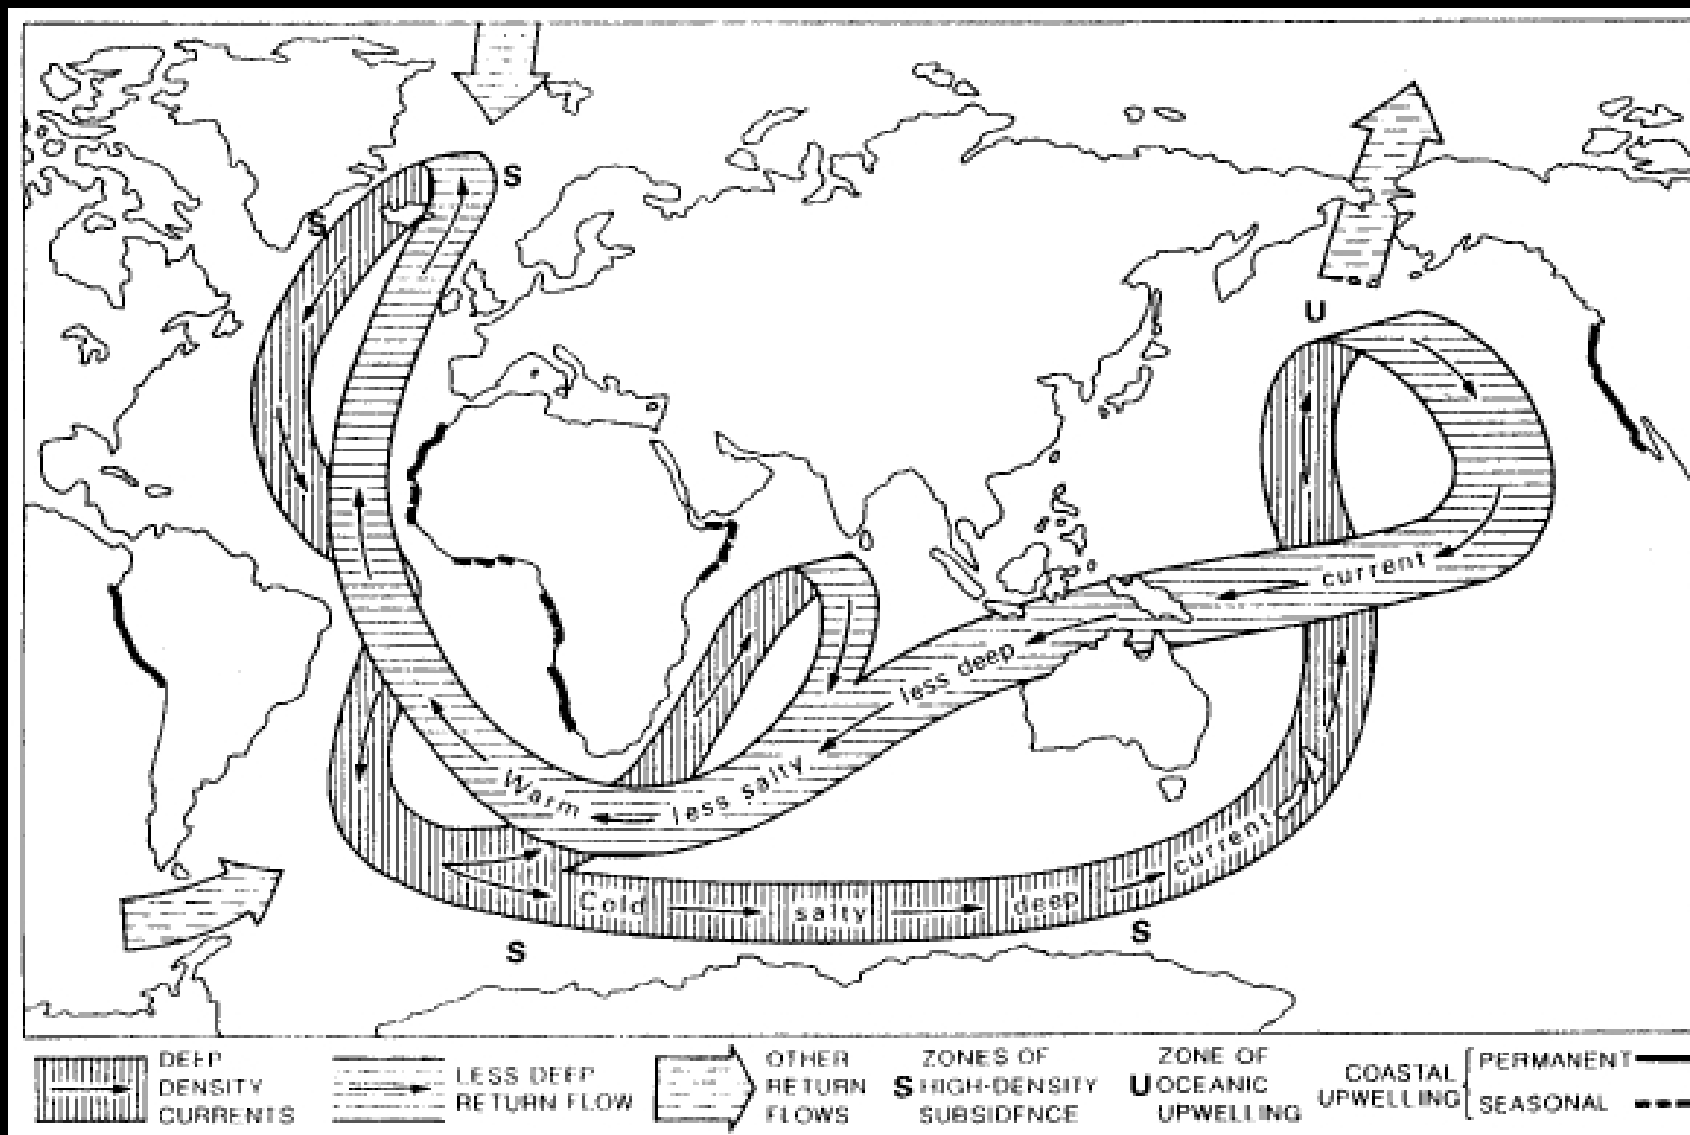 S
S
U
current
less deep
Warm
less salty
current
Cold
salty
deep
S
S
DEEP
DENSITY
CURRENTS
LESS DEEP
RETURN FLOW
OTHER
RETURN
FLOWS
ZONES OF
S HIGH-DENSITY
SUBSIDENCE
ZONE OF
U OCEANIC
UPWELLING
COASTAL
UPWELLING
PERMANENT
SEASONAL